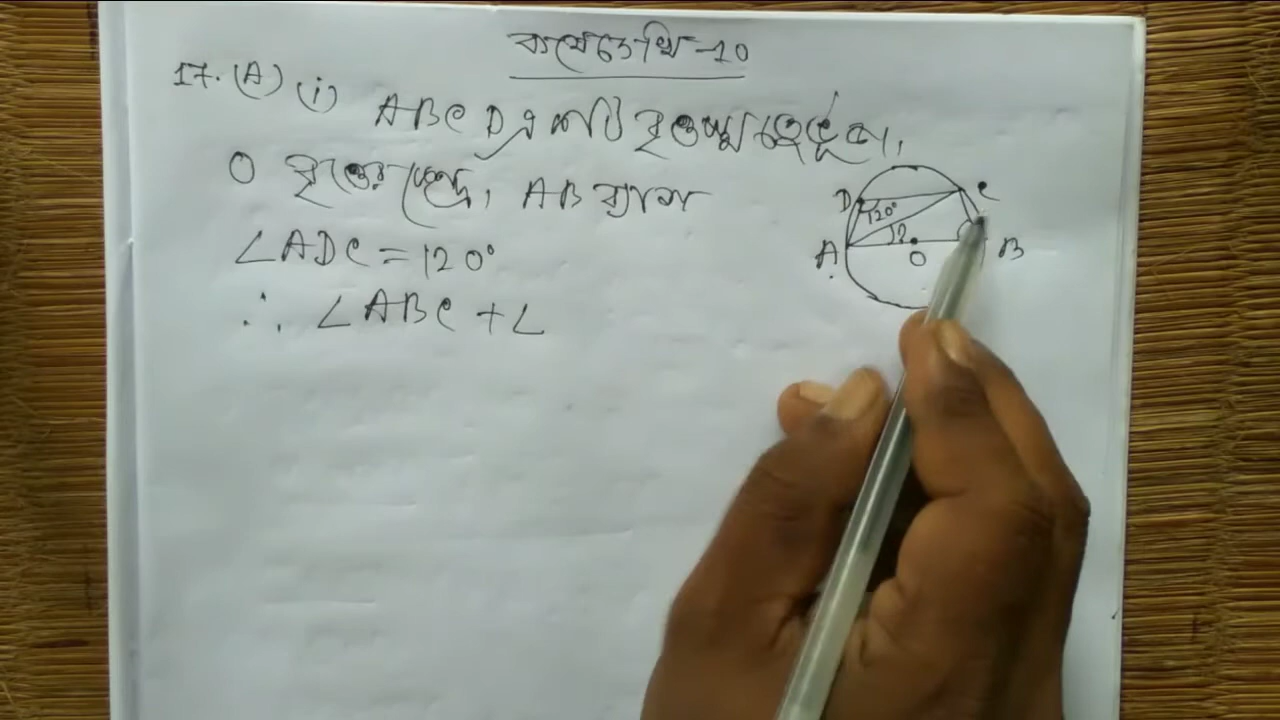 কষে দেখি-10
17. (A) (i) ABCD একটি বৃত্তস্থ চতুর্ভুজ।
O বৃত্তের কেন্দ্র, AB ব্যাস
∠ADC = 120°
∴ ∠ABC + ∠
D C
120°
A O B